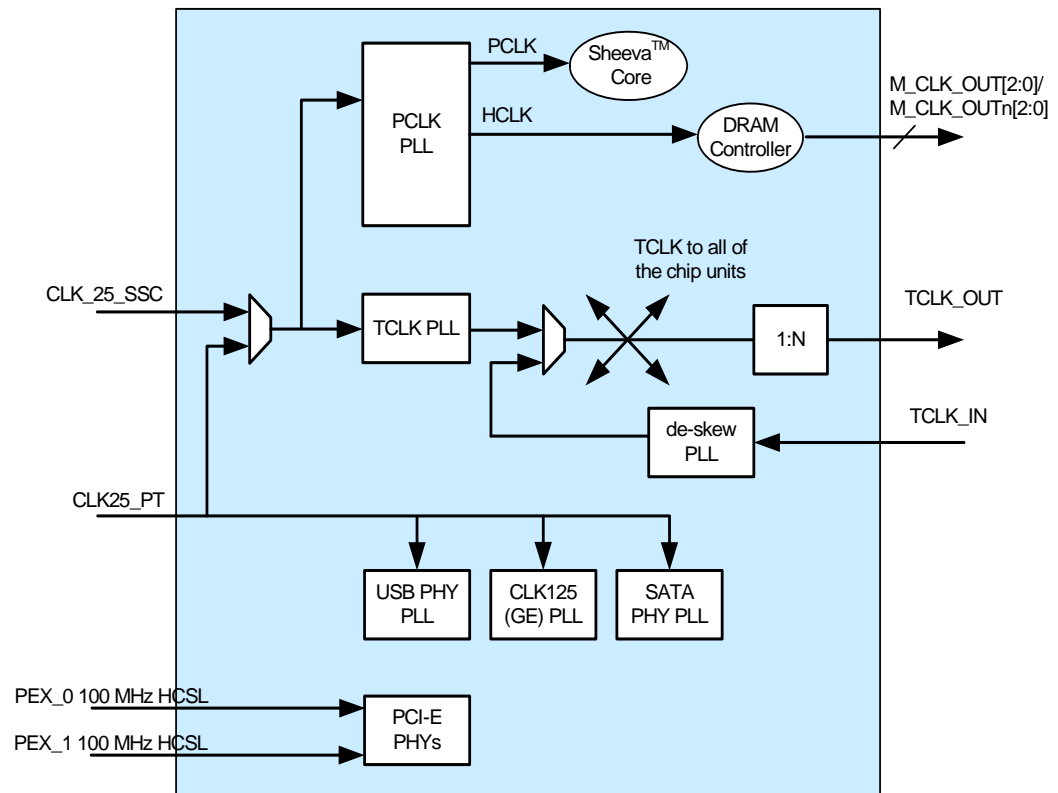 PCLK
Sheeva™
Core
M_CLK_OUT[2:0]/
M_CLK_OUTn[2:0]
PCLK
PLL
HCLK
DRAM
Controller
TCLK to all of
the chip units
CLK_25_SSC
TCLK PLL
1:N
TCLK_OUT
de-skew
PLL
TCLK_IN
CLK25_PT
USB PHY
PLL
CLK125
(GE) PLL
SATA
PHY PLL
PEX_0 100 MHz HCSL
PEX_1 100 MHz HCSL
PCI-E
PHYs